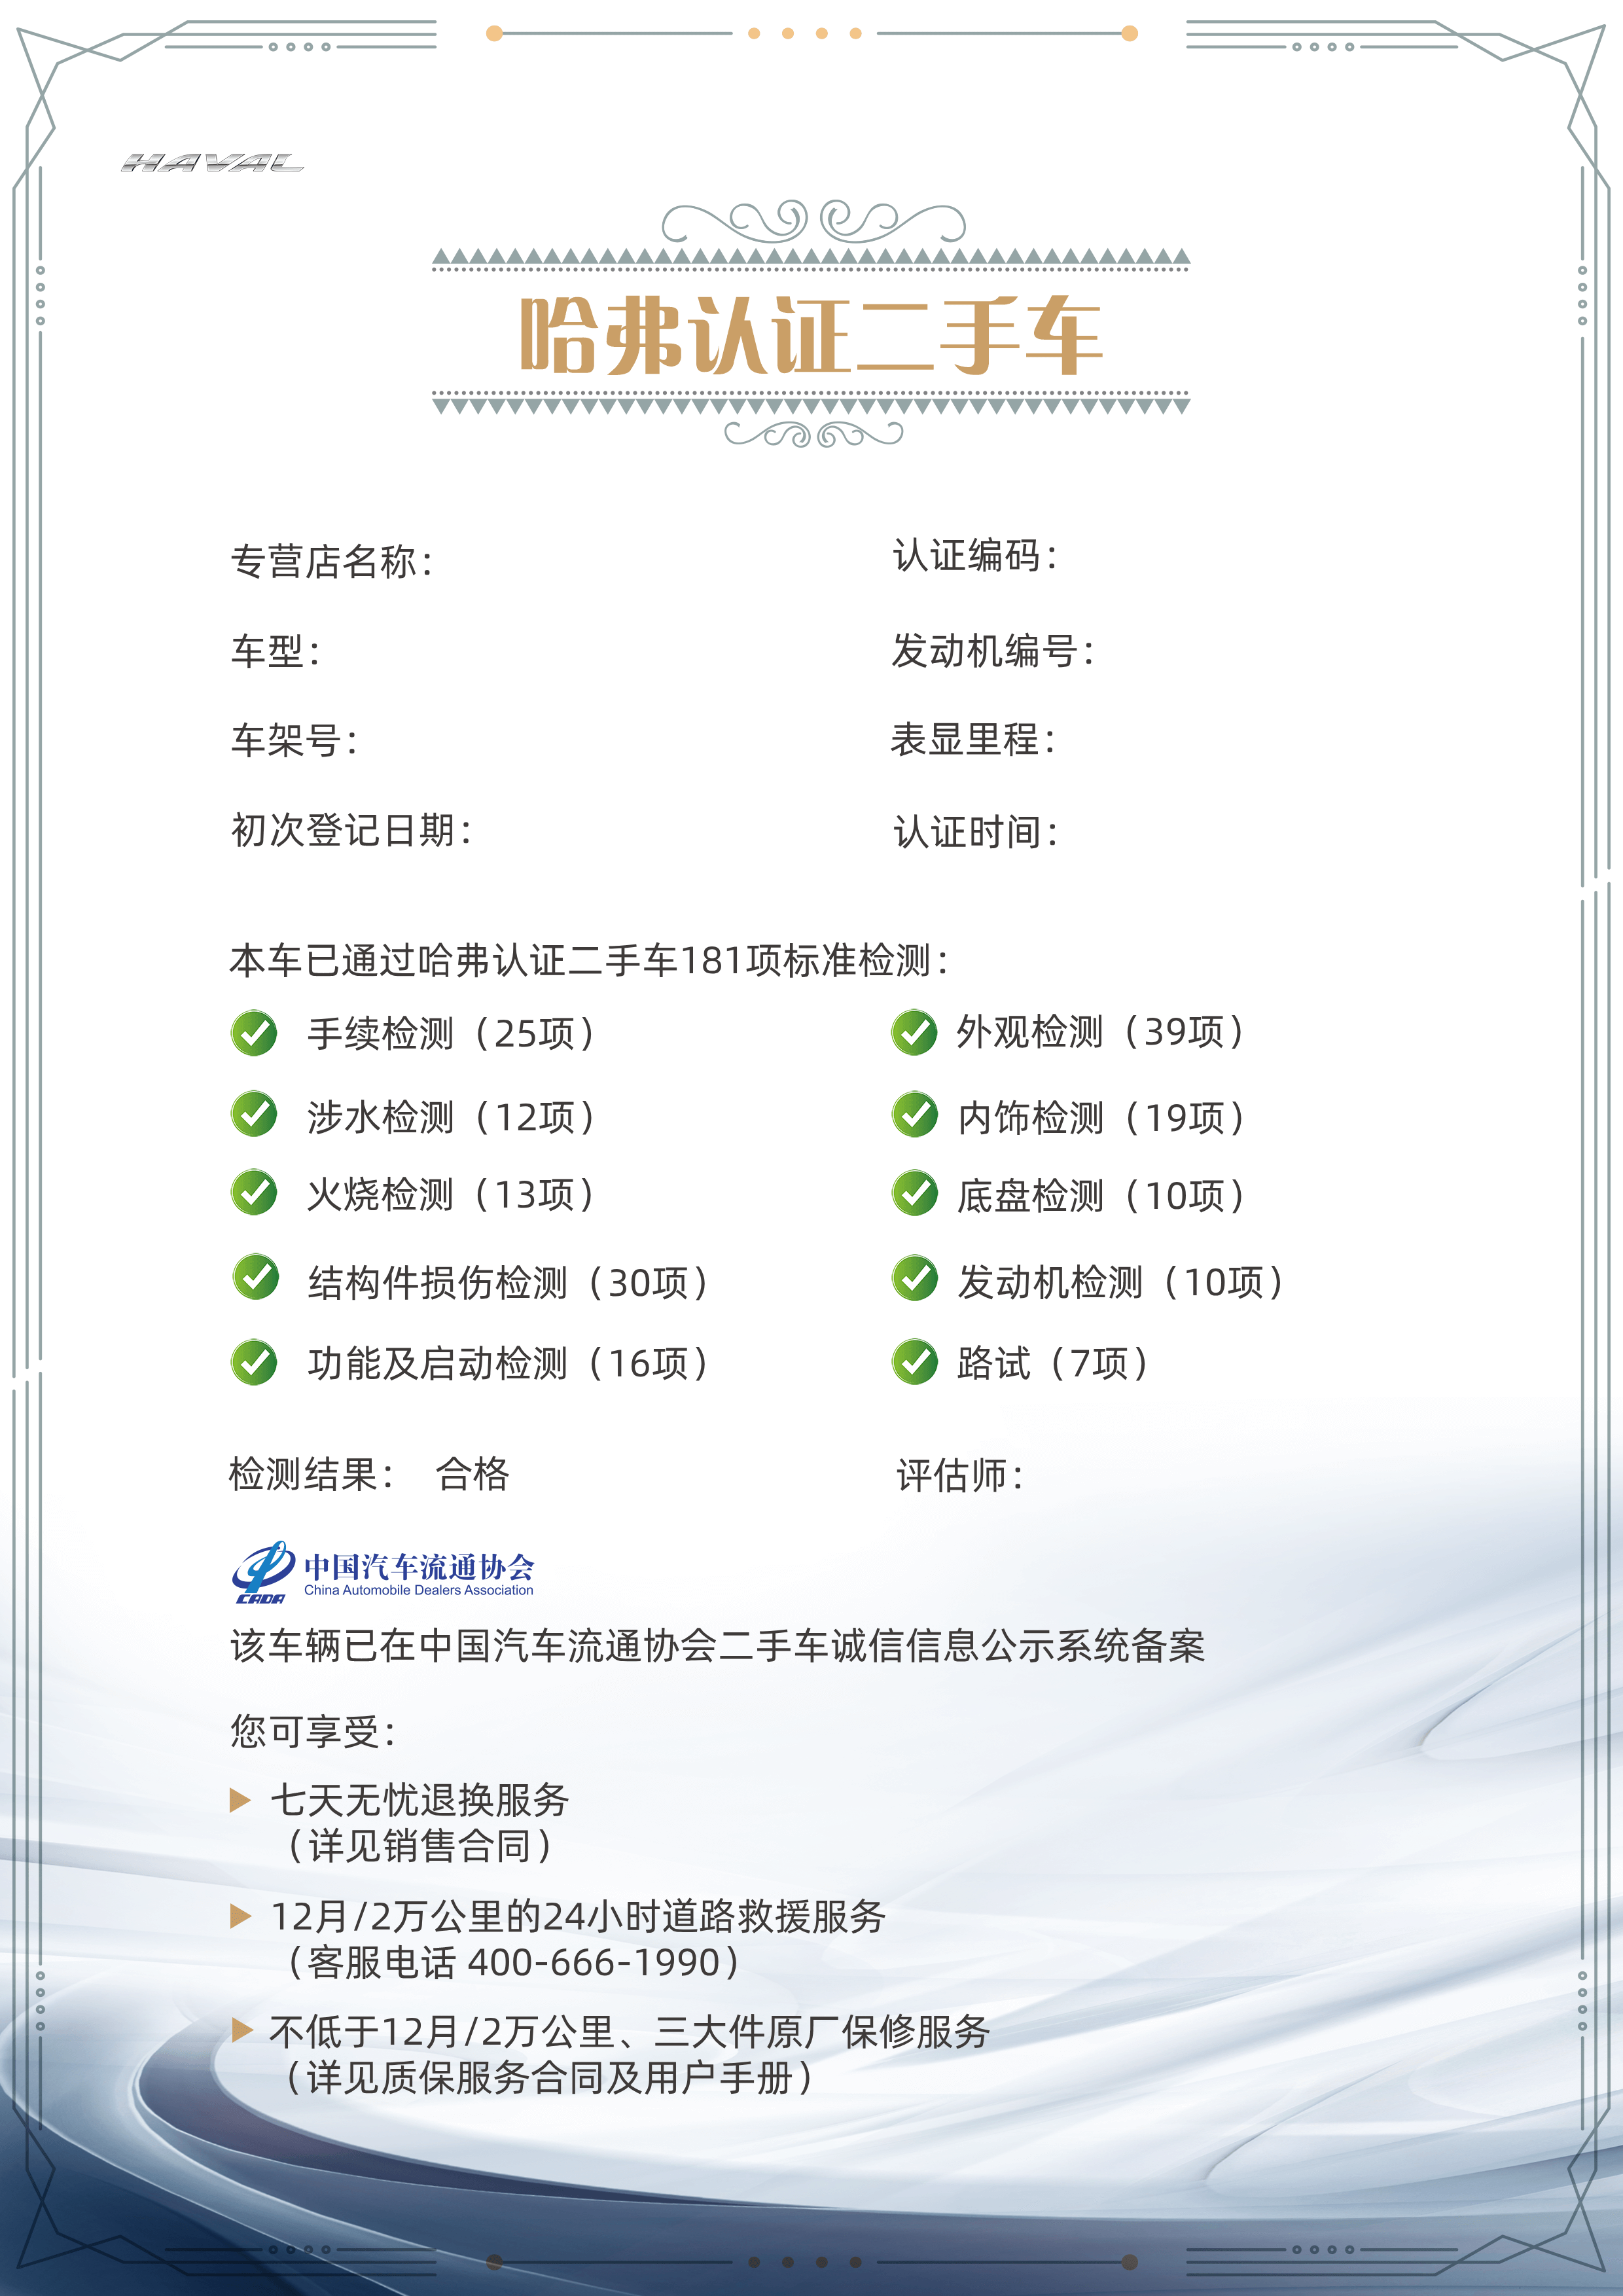 HAVAL
哈弗认证二手车
专营店名称：
认证编码：
车型：
发动机编号：
车架号：
表显里程：
初次登记日期：
认证时间：
本车已通过哈弗认证二手车181项标准检测：
手续检测（25项）
外观检测（39项）
涉水检测（12项）
内饰检测（19项）
火烧检测（13项）
底盘检测（10项）
结构件损伤检测（30项）
发动机检测（10项）
功能及启动检测（16项）
路试（7项）
检测结果： 合格
评估师：
中国汽车流通协会
China Automobile Dealers Association
CADA
该车辆已在中国汽车流通协会二手车诚信信息公示系统备案
您可享受：
七天无忧退换服务
（详见销售合同）
12月/2万公里的24小时道路救援服务
（客服电话 400-666-1990）
不低于12月/2万公里、三大件原厂保修服务
（详见质保服务合同及用户手册）